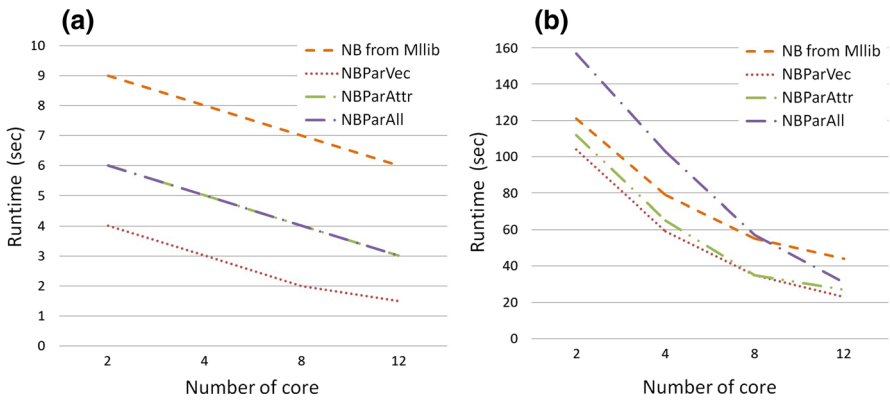 (a)
10
9
8
7
6
5
4
3
2
1
0
Runtime (sec)
2 4 8 12
Number of core
NB from Mllib
NBParVec
NBParAttr
NBParAll
(b)
160
140
120
100
80
60
40
20
0
Runtime (sec)
2 4 8 12
Number of core
NB from Mllib
NBParVec
NBParAttr
NBParAll